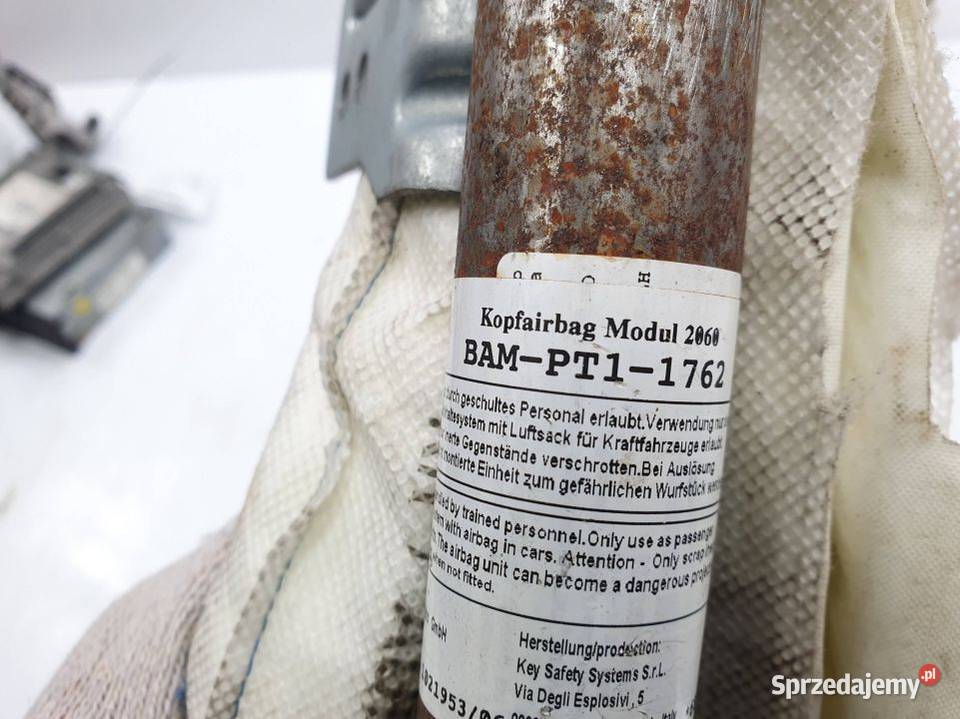 Kopfairbag Modul 2060
BAM-PT1-1762
durch geschultes Personal erlaubt.Verwendung nur
mit Luftsack für Kraftfahrzeuge erlaubt
Gegenstände verschrotten.Bei Auslösung
montierte Einheit zum gefährlichen Wurfstück
by trained personnel.Only use as passenger
with airbag in cars. Attention - Only scrap
The airbag unit can become a dangerous
when not fitted.
GmbH
Herstellung/production:
Key Safety Systems S.r.L.
Via Degli Esplosivi, 5
Italy
Sprzedajemy.pl